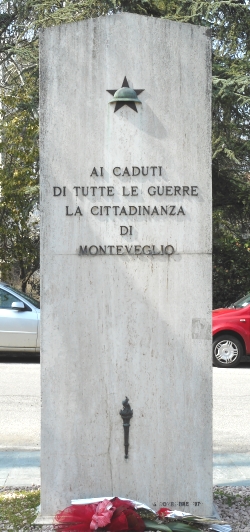 AI CADUTI
DI TUTTE LE GUERRE
LA CITTADINANZA
DI
MONTEVEGLIO